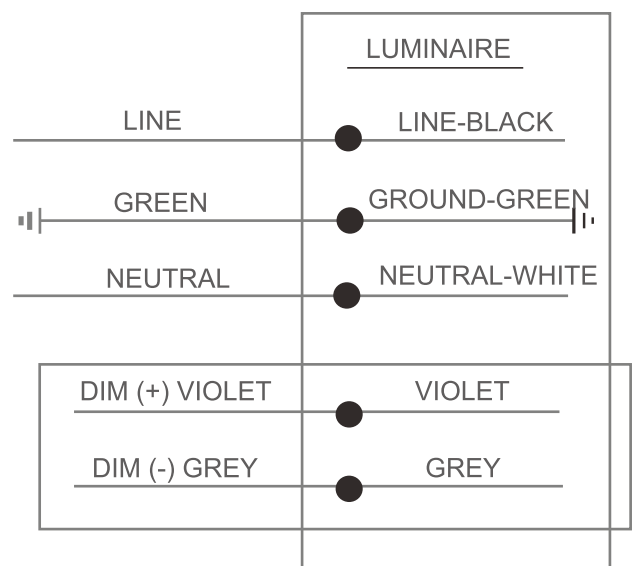 LUMINAIRE
LINE LINE-BLACK
GREEN GROUND-GREEN
NEUTRAL NEUTRAL-WHITE
DIM (+) VIOLET VIOLET
DIM (-) GREY GREY